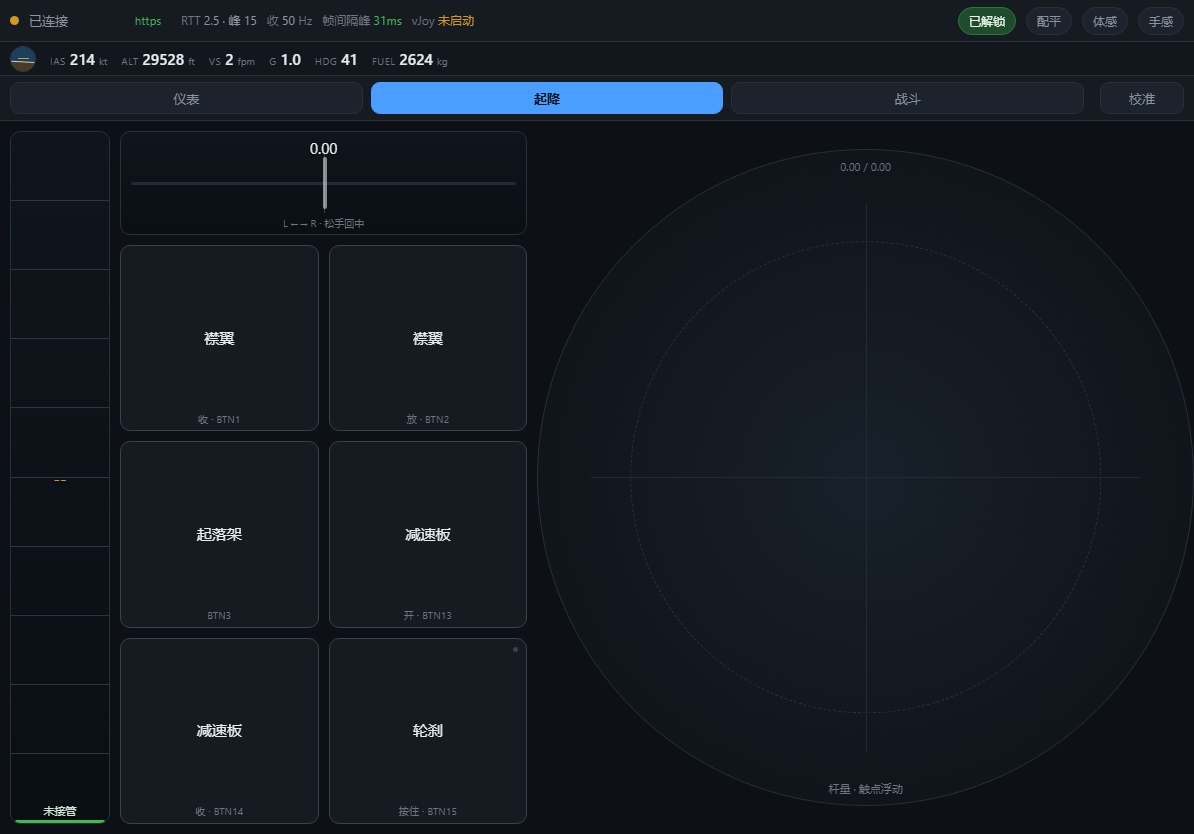 已连接 https RTT 2.5 · 峰 15 收 50 Hz 帧间隔峰 31ms vJoy 未启动 已解锁 配平 体感 手感
IAS 214 kt ALT 29528 ft VS 2 fpm G 1.0 HDG 41 FUEL 2624 kg
仪表 起降 战斗 校准
0.00
L ←→ R · 松手回中
0.00 / 0.00
襟翼
收 · BTN1
襟翼
放 · BTN2
--
起落架
BTN3
减速板
开 · BTN13
减速板
收 · BTN14
轮刹
按住 · BTN15
未接管
杆量 · 触点浮动